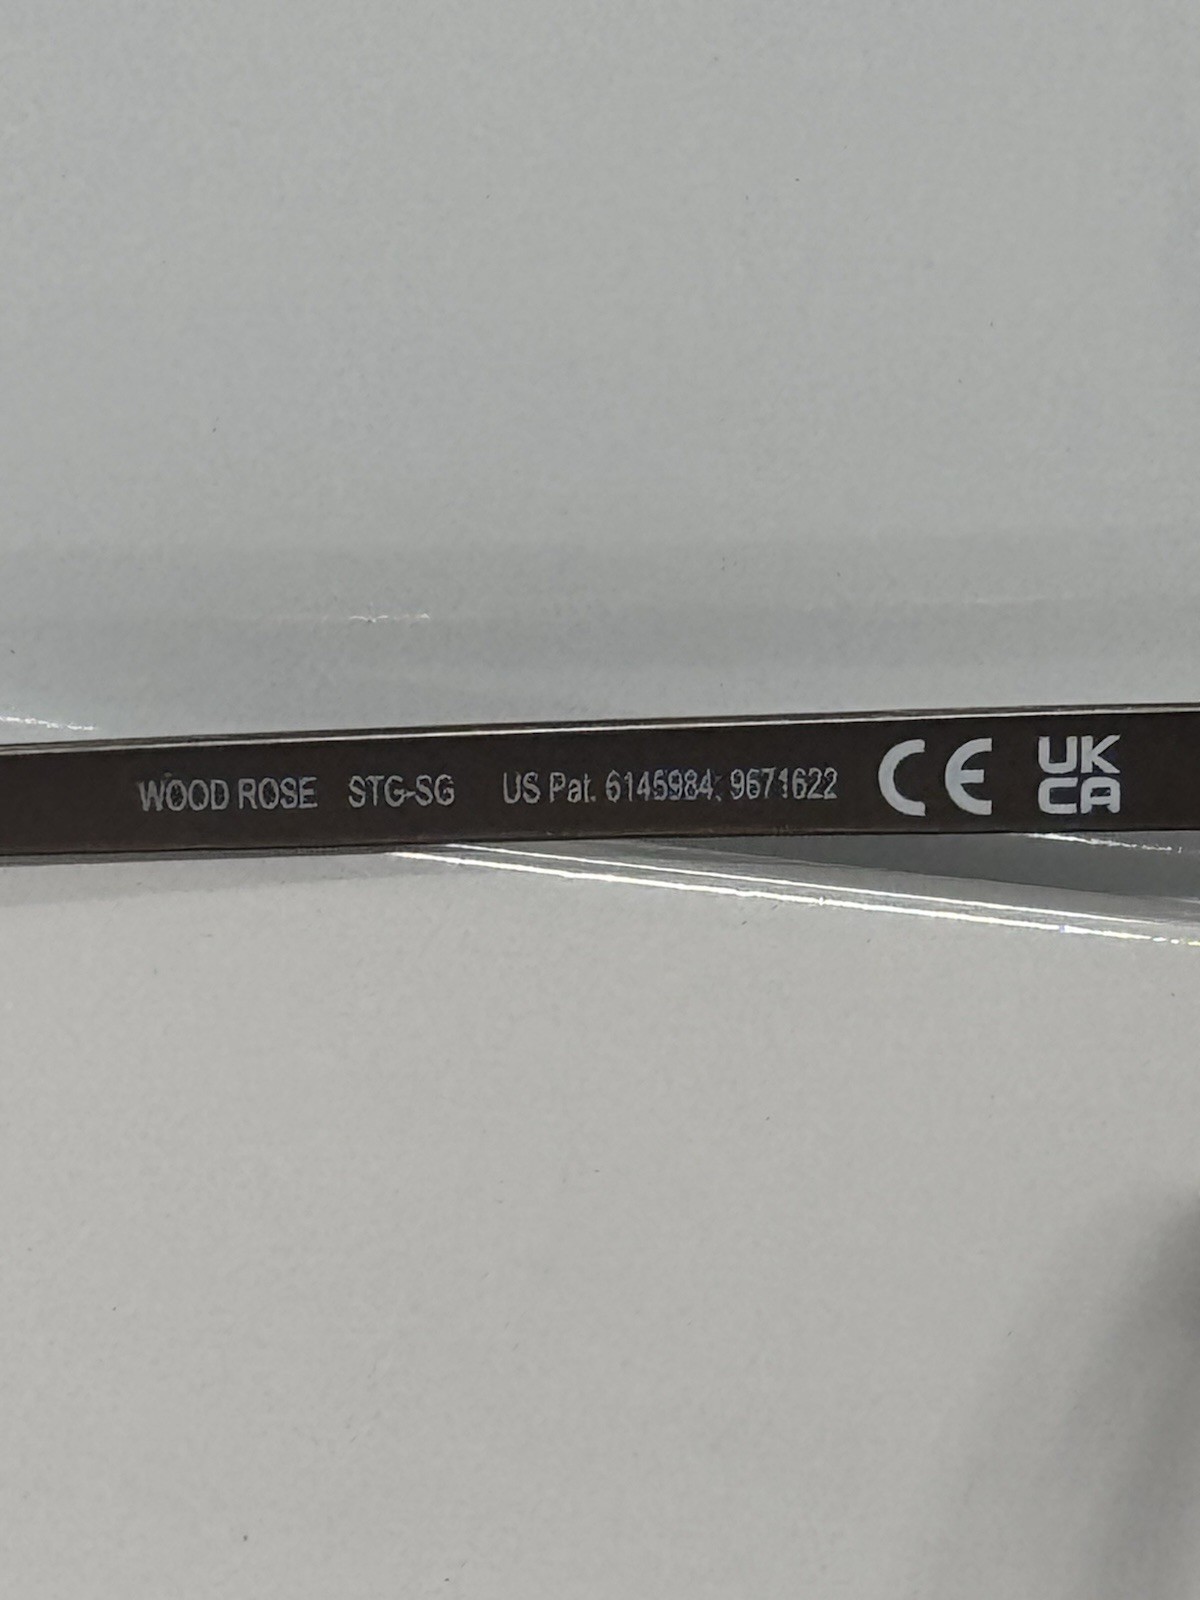 WOOD ROSE STG-SG US Pat. 6145984; 9671622 CE UK
CA